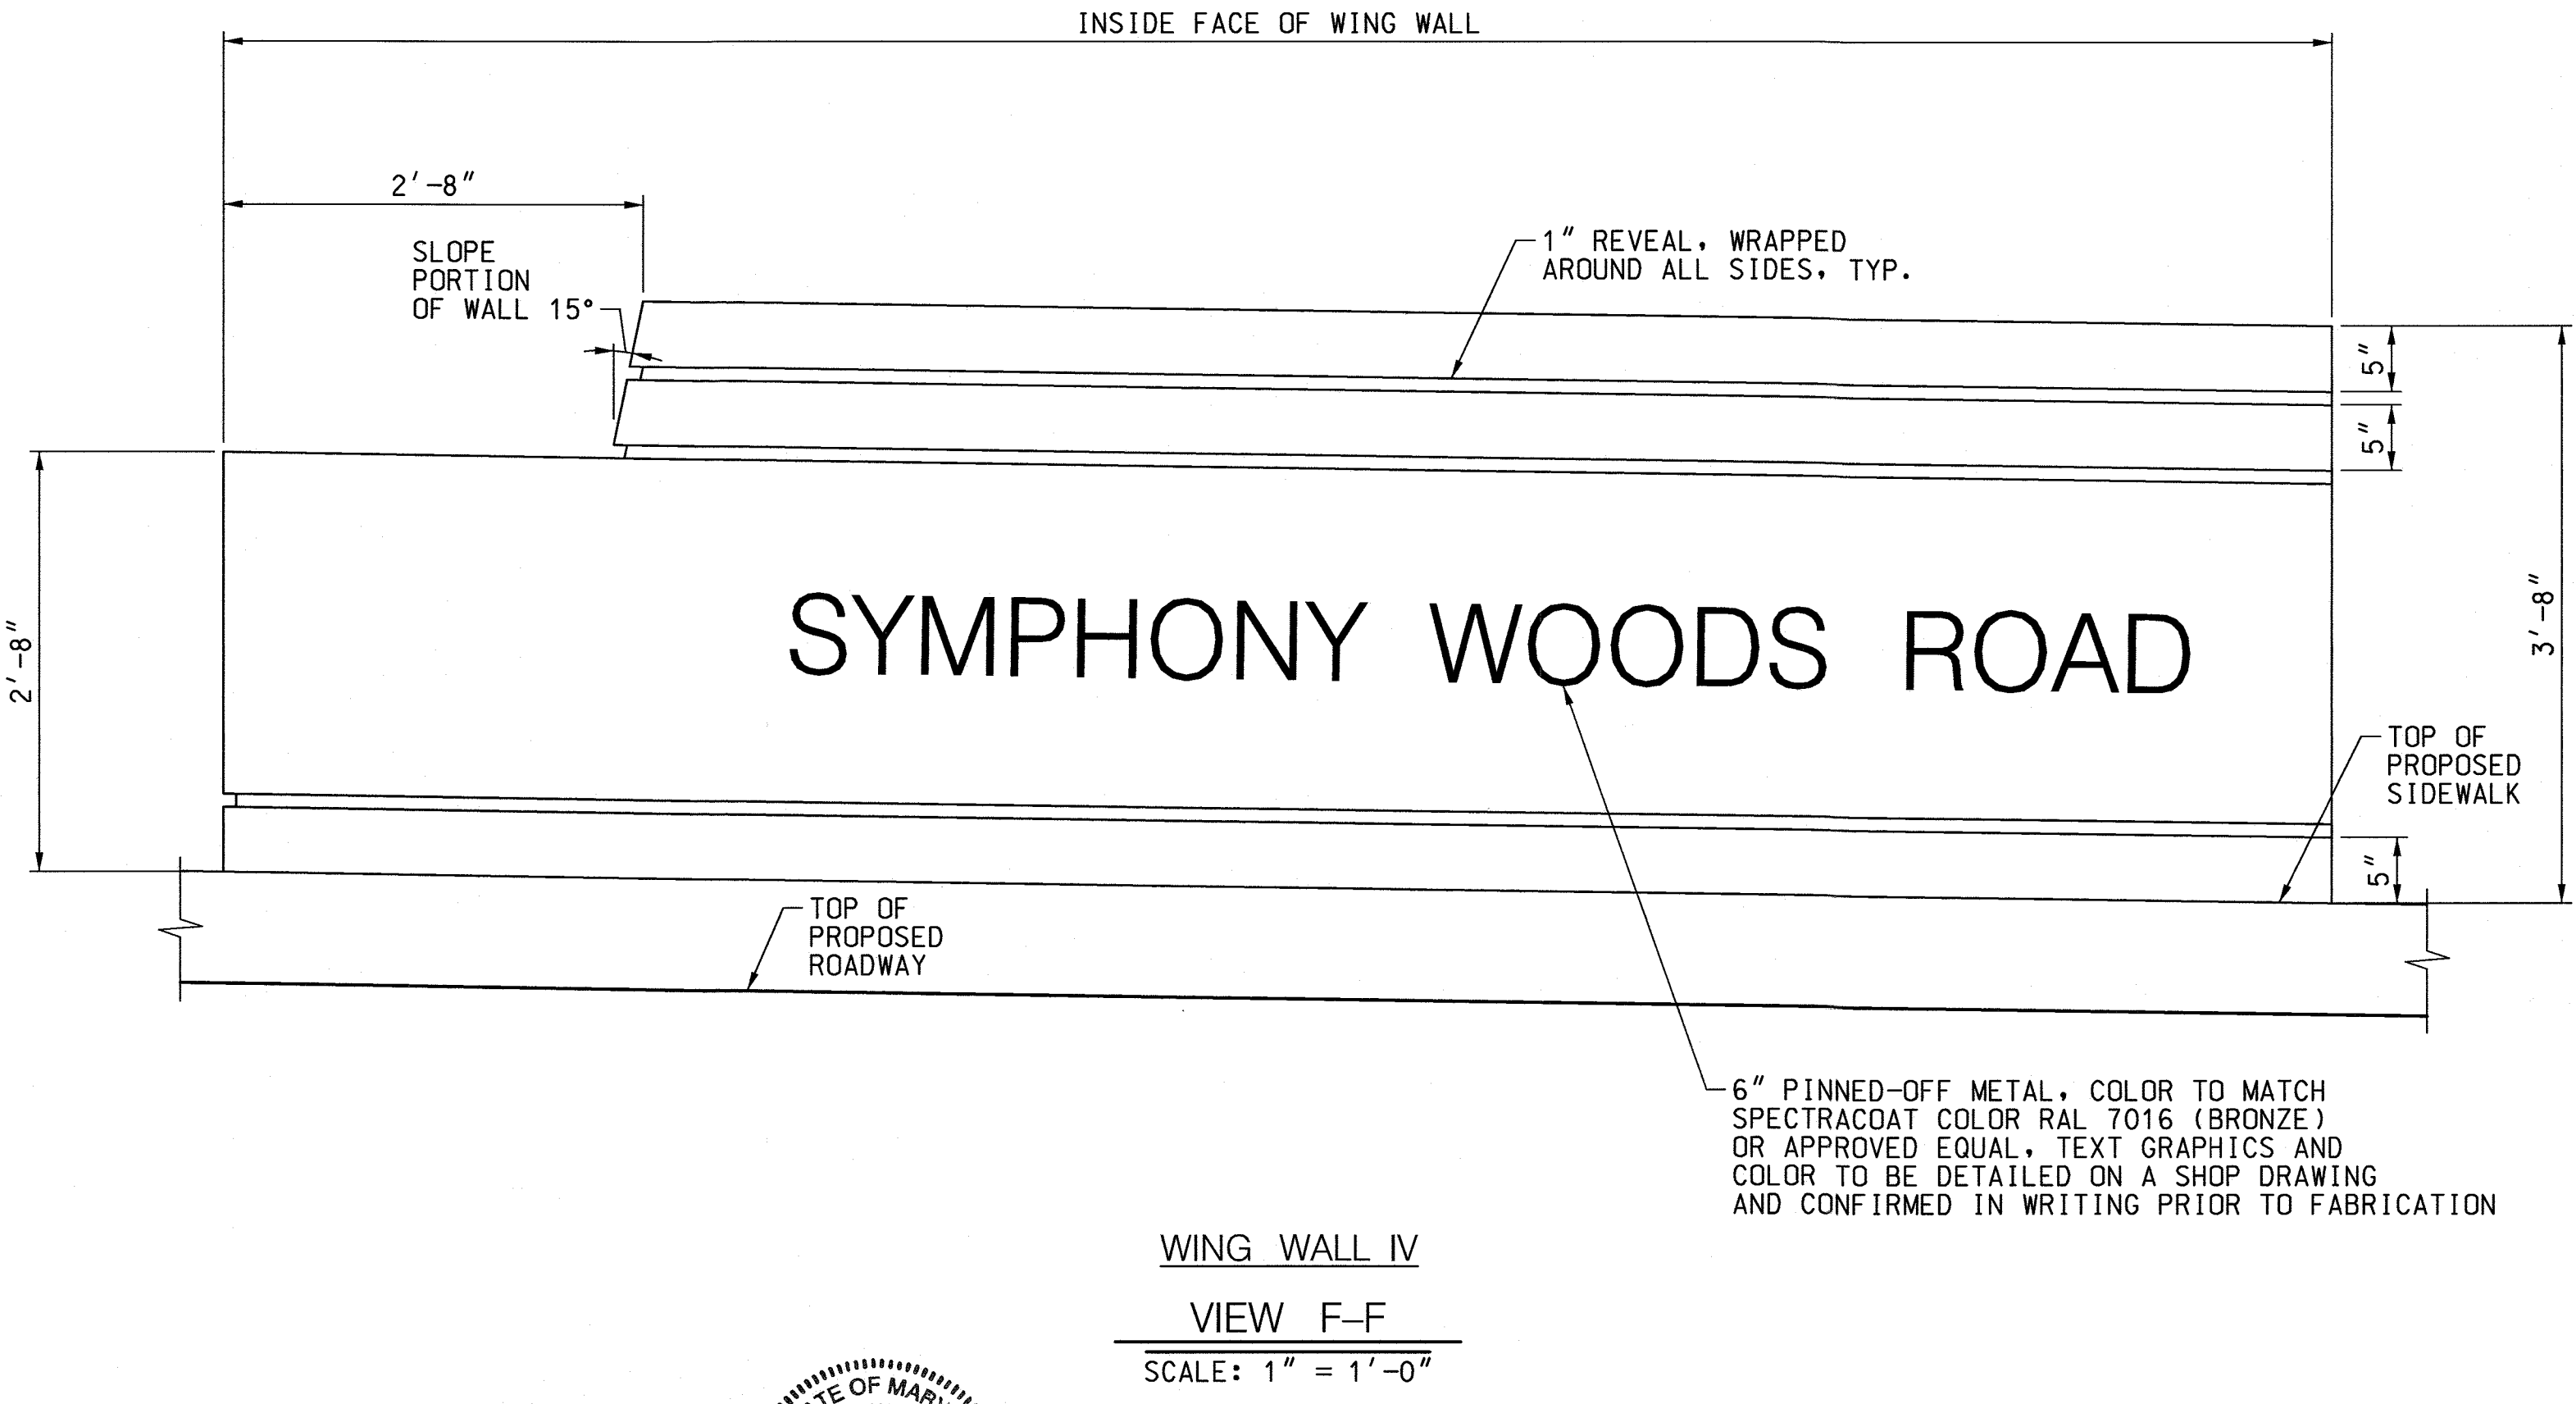 INSIDE FACE OF WING WALL
2'-8"
SLOPE
PORTION
OF WALL 15°
1" REVEAL, WRAPPED
AROUND ALL SIDES, TYP.
5"
5"
2'-8"
3'-8"
SYMPHONY WOODS ROAD
TOP OF
PROPOSED
SIDEWALK
5"
TOP OF
PROPOSED
ROADWAY
6" PINNED-OFF METAL, COLOR TO MATCH
SPECTRACOAT COLOR RAL 7016 (BRONZE)
OR APPROVED EQUAL, TEXT GRAPHICS AND
COLOR TO BE DETAILED ON A SHOP DRAWING
AND CONFIRMED IN WRITING PRIOR TO FABRICATION
WING WALL IV
VIEW F-F
SCALE: 1" = 1'-0"
OF